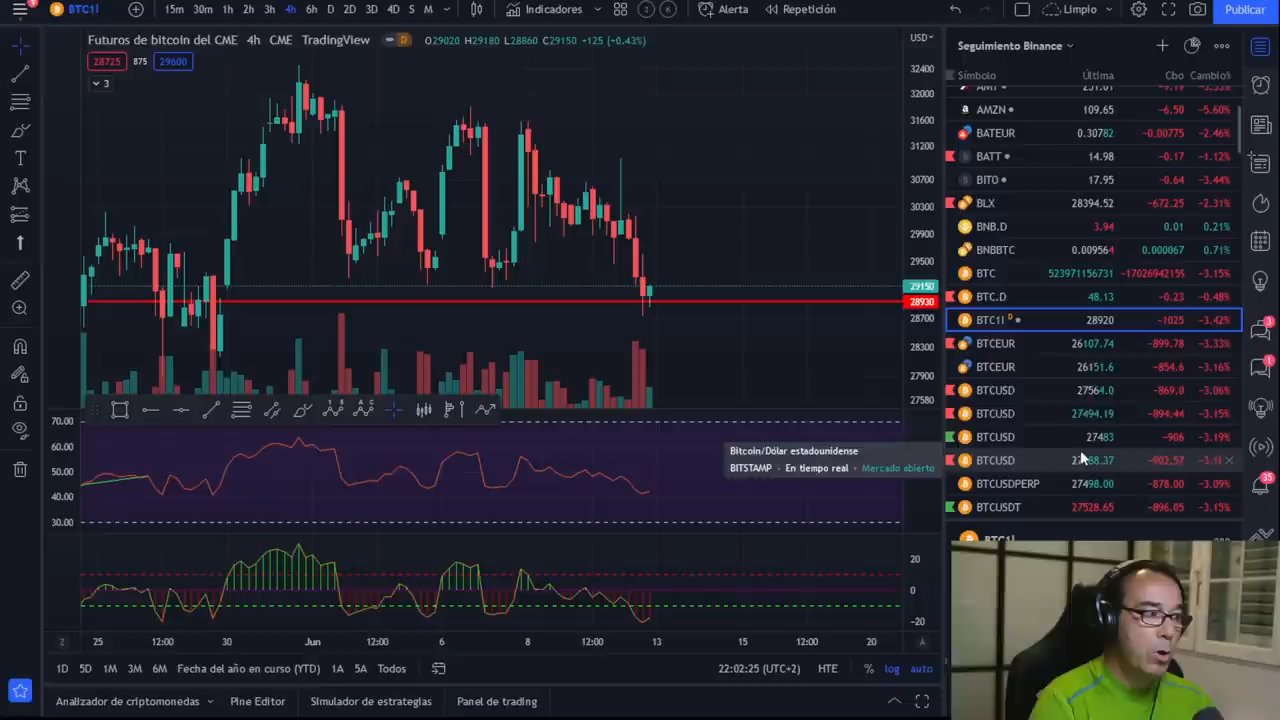 9
BTC1!
15m 30m 1h 2h 3h 4h 6h D 2D 3D 4D S M
Indicadores
Alerta
Repetición
Limpio
Publicar
Futuros de bitcoin del CME 4h CME TradingView
D
O29020 H29180 L28860 C29150 +125 (+0.43%)
USD
28725 875 29600
3
32400
32000
31600
31200
30700
30300
29900
29500
29150
28930
28700
28300
27900
27580
70.00
60.00
50.00
40.00
30.00
20
0
-20
Z 25 12:00 30 Jun 12:00 6 8 12:00 13 15 12:00 20 A
1D 5D 1M 3M 6M Fecha del año en curso (YTD) 1A 5A Todos
22:02:25 (UTC+2) HTE % log auto
Analizador de criptomonedas Pine Editor Simulador de estrategias Panel de trading
Bitcoin/Dólar estadounidense
BITSTAMP · En tiempo real · Mercado abierto
Seguimiento Binance
Símbolo Última Cbo Cambio%
AMZN 109.65 -6.50 -5.60%
BATEUR 0.30782 -0.00775 -2.46%
BATT 14.98 -0.17 -1.12%
BITO 17.95 -0.64 -3.44%
BLX 28394.52 -672.25 -2.31%
BNB.D 3.94 0.01 0.21%
BNBBTC 0.009564 0.000067 0.71%
BTC 523971156731 -17026942155 -3.15%
BTC.D 48.13 -0.23 -0.48%
BTC1! D 28920 -1025 -3.42%
BTCEUR 26107.74 -899.78 -3.33%
BTCEUR 26151.6 -854.6 -3.16%
BTCUSD 27564.0 -869.0 -3.06%
BTCUSD 27494.19 -894.44 -3.15%
BTCUSD 27483 -906 -3.19%
BTCUSD -902.57
BTCUSDPERP 27498.00 -878.00 -3.09%
BTCUSDT 27528.65 -896.05 -3.15%
3
1
35